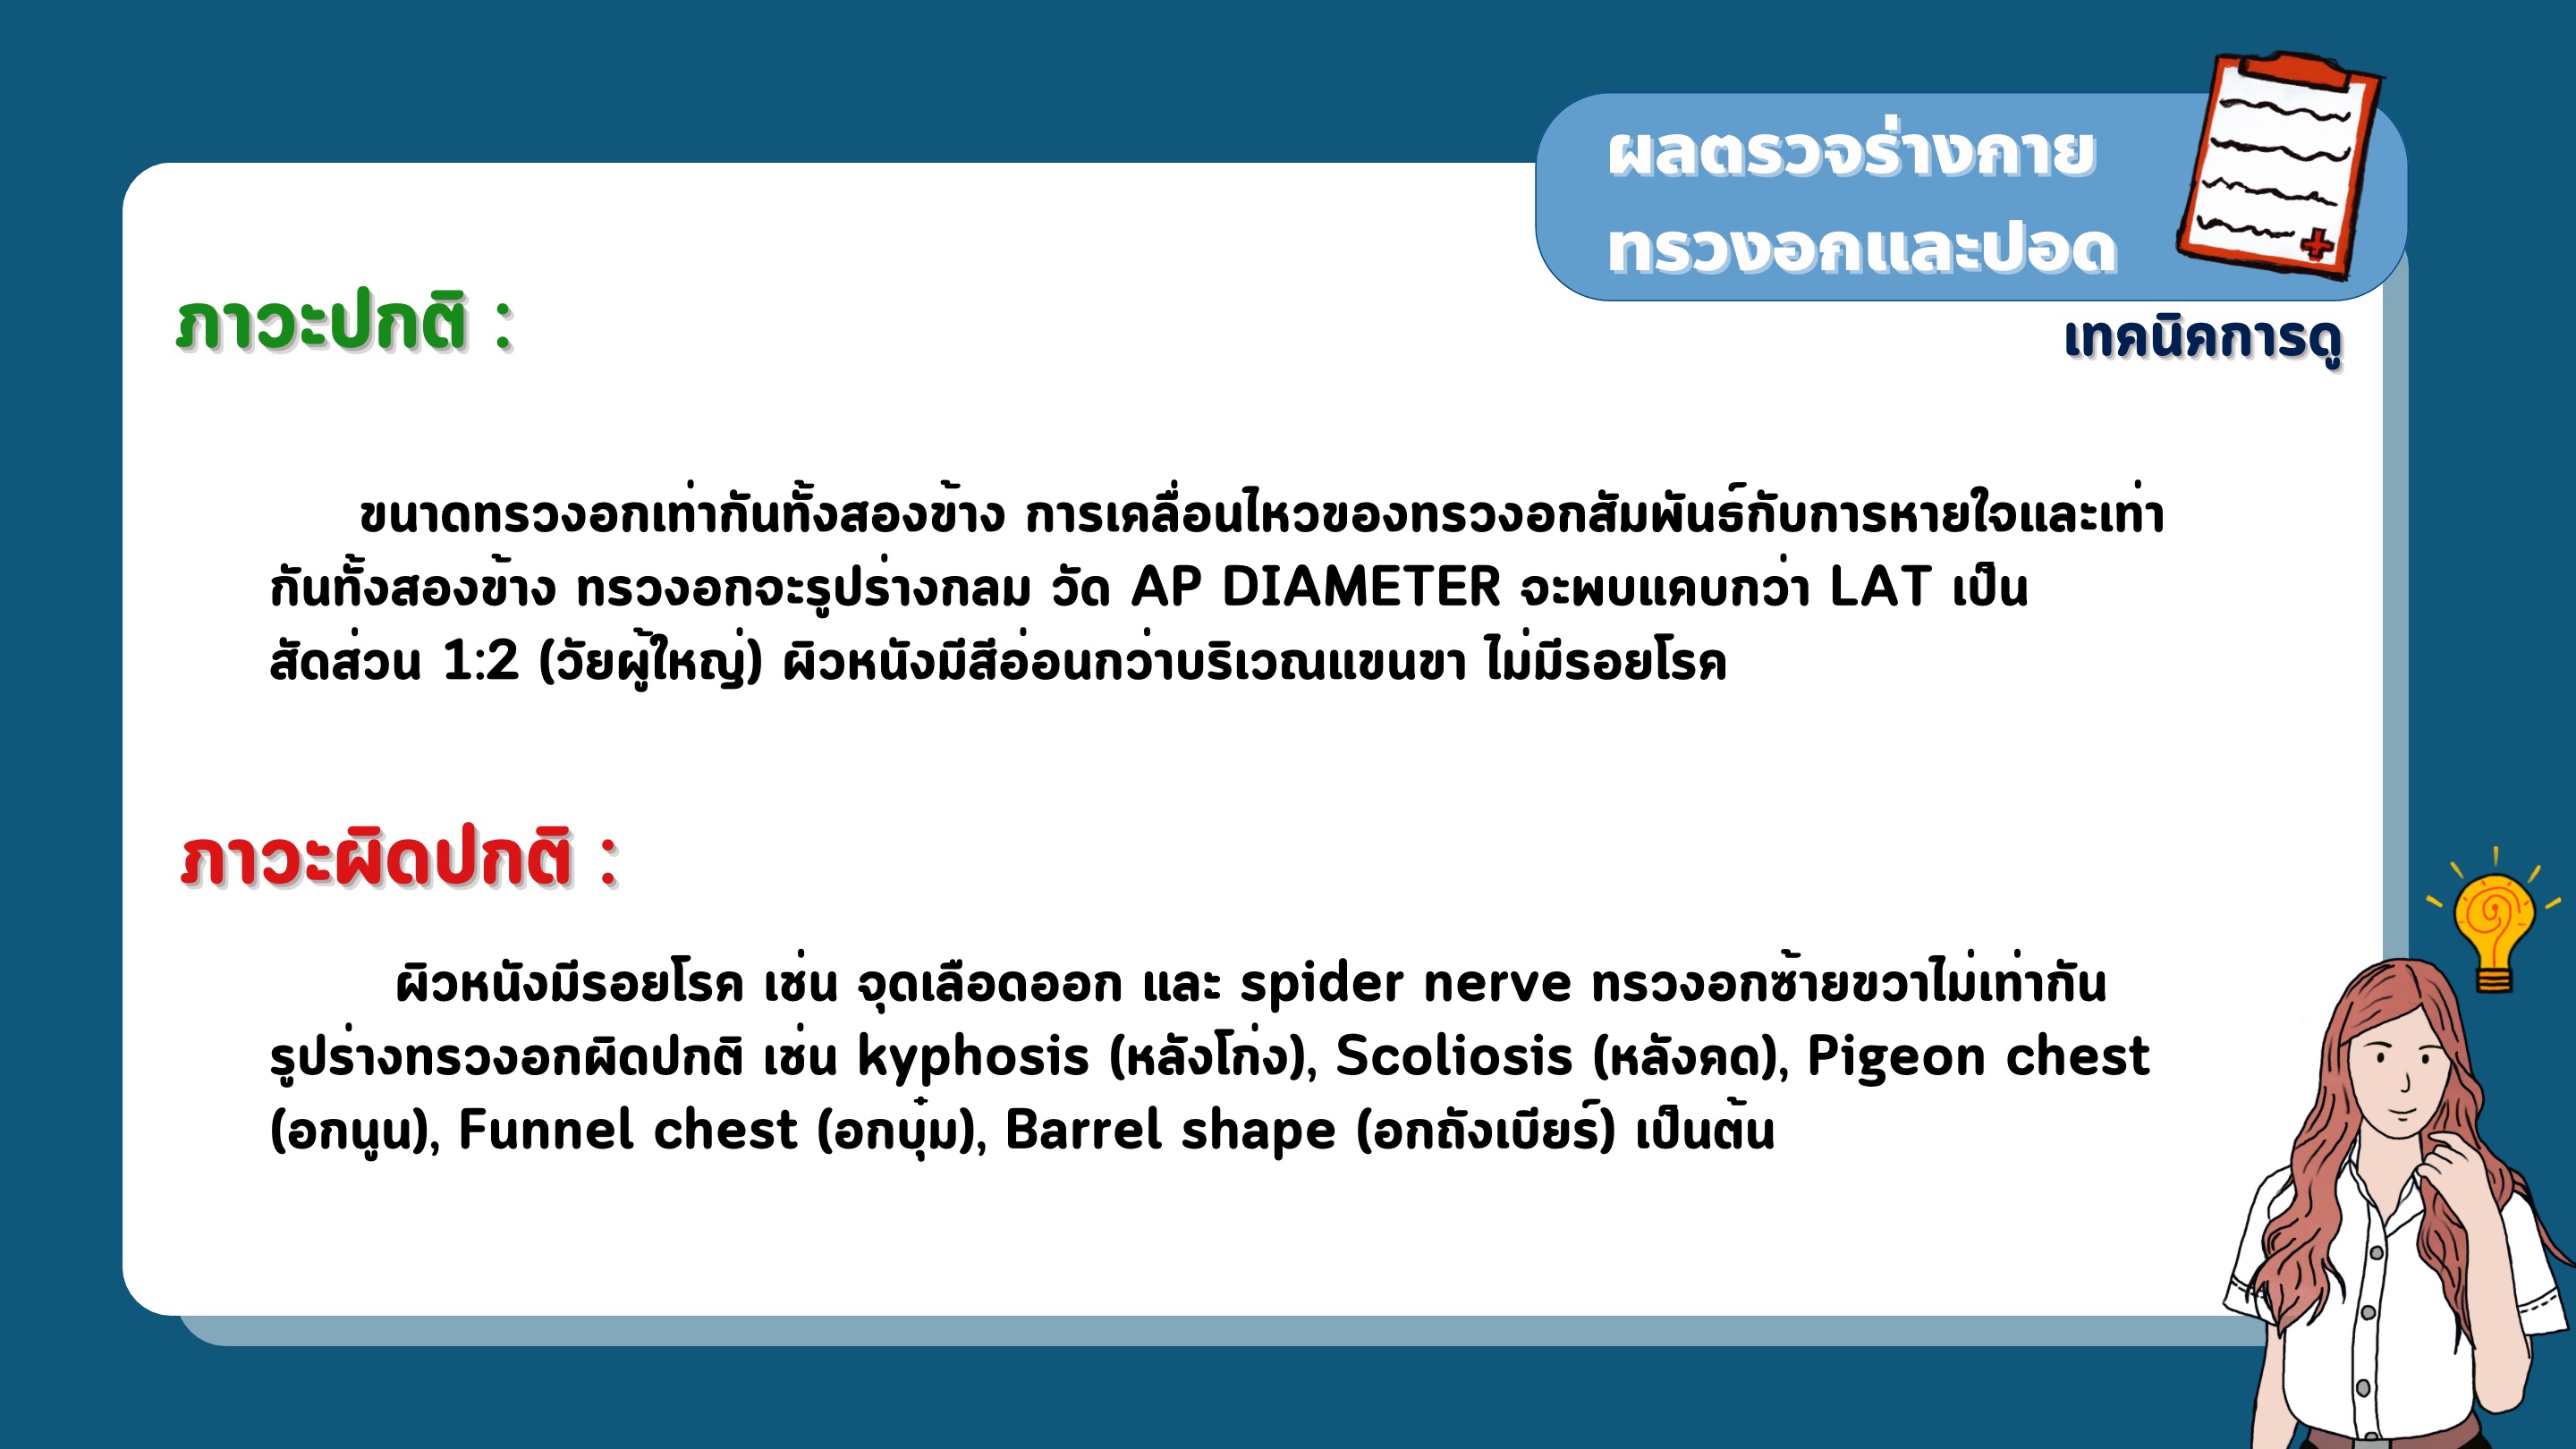 ผลตรวจร่างกาย
ทรวงอกและปอด
เทคนิคการดู
ภาวะปกติ :
ขนาดทรวงอกเท่ากันทั้งสองข้าง การเคลื่อนไหวของทรวงอกสัมพันธ์กับการหายใจและเท่า
กันทั้งสองข้าง ทรวงอกจะรูปร่างกลม วัด AP DIAMETER จะพบแคบกว่า LAT เป็น
สัดส่วน 1:2 (วัยผู้ใหญ่) ผิวหนังมีสีอ่อนกว่าบริเวณแขนขา ไม่มีรอยโรค
ภาวะผิดปกติ :
ผิวหนังมีรอยโรค เช่น จุดเลือดออก และ spider nerve ทรวงอกซ้ายขวาไม่เท่ากัน
รูปร่างทรวงอกผิดปกติ เช่น kyphosis (หลังโก่ง), Scoliosis (หลังคด), Pigeon chest
(อกนูน), Funnel chest (อกบุ๋ม), Barrel shape (อกถังเบียร์) เป็นต้น